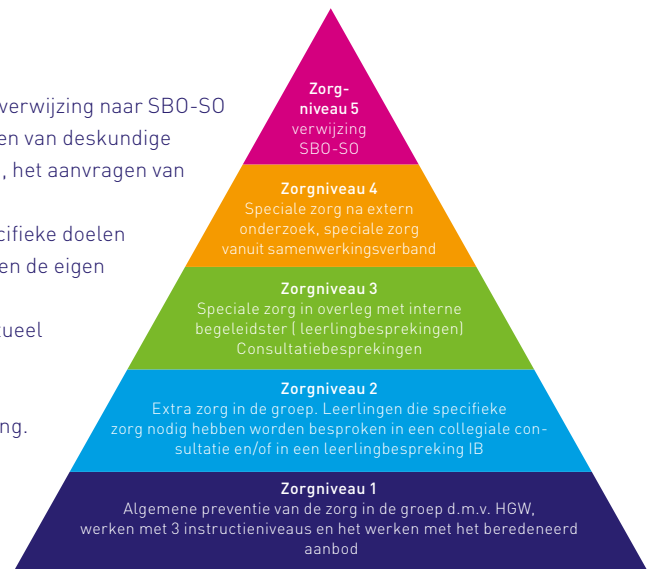 verwijzing naar SBO-SO
en van deskundige
, het aanvragen van
cifieke doelen
en de eigen
tueel
ng.
Zorg-
niveau 5
verwijzing
SBO-SO
Zorgniveau 4
Speciale zorg na extern
onderzoek, speciale zorg
vanuit samenwerkingsverband
Zorgniveau 3
Speciale zorg in overleg met interne
begeleidster ( leerlingbesprekingen)
Consultatiebesprekingen
Zorgniveau 2
Extra zorg in de groep. Leerlingen die specifieke
zorg nodig hebben worden besproken in een collegiale con-
sultatie en/of in een leerlingbespreking IB
Zorgniveau 1
Algemene preventie van de zorg in de groep d.m.v. HGW,
werken met 3 instructieniveaus en het werken met het beredeneerd
aanbod